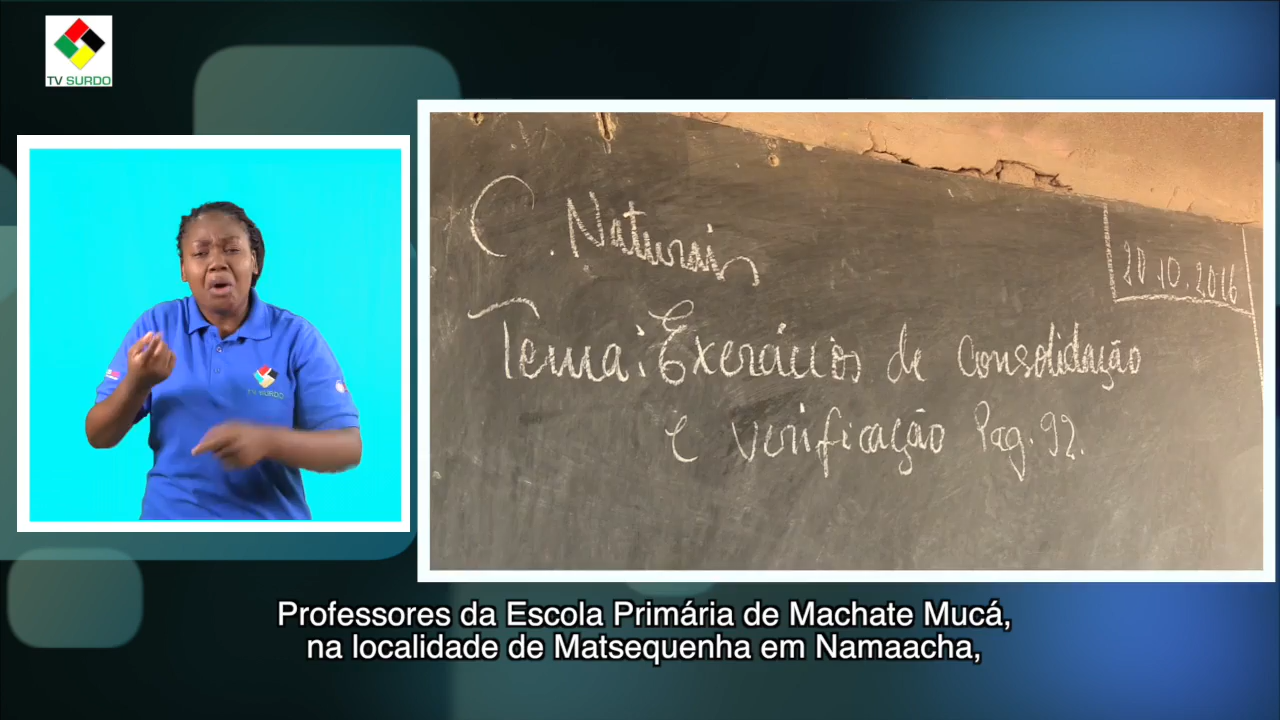 TV SURDO
C. Naturais
20.10.2016
Tema: Exercícios de Consolidação
e verificação Pag. 92.
TV SURDO
Professores da Escola Primária de Machate Mucá,
na localidade de Matsequenha em Namaacha,